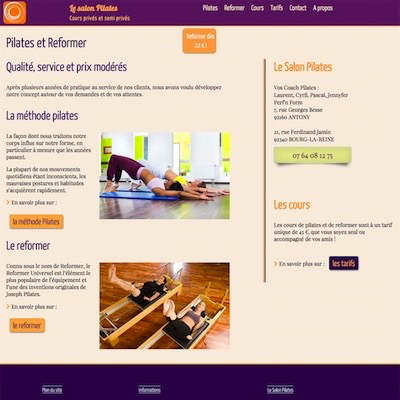 Le salon Pilates
Cours privés et semi privés
Pilates Reformer Cours Tarifs Contact A propos
Pilates et Reformer
Reformer dès
22 € !
Qualité, service et prix modérés
Après plusieurs années de pratique au service de nos clients, nous avons voulu développer
notre concept autour de vos demandes et de vos attentes.
La méthode pilates
La façon dont nous traitons notre
corps influe sur notre forme, en
particulier à mesure que les années
passent.
La plupart de nos mouvements
quotidiens étant inconscients, les
mauvaises postures et habitudes
s'acquièrent rapidement.
> En savoir plus sur :
la méthode Pilates
Le reformer
Connu sous le nom de Reformer, le
Reformer Universel est l'élément le
plus populaire de l'équipement et
l'une des inventions originales de
Joseph Pilates.
> En savoir plus sur :
le reformer
Le Salon Pilates
Vos Coach Pilates :
Laurent, Cyril, Pascal, Jennyfer
Perf'n Form
7, rue Georges Besse
92160 ANTONY
21, rue Ferdinand Jamin
92340 BOURG-LA-REINE
07 64 08 12 75
Les cours
Les cours de pilates et de reformer sont à un tarif
unique de 45 €, que vous soyez seul ou
accompagné de vos amis !
> En savoir plus sur :
les tarifs
Plan du site
Informations
Le Salon Pilates